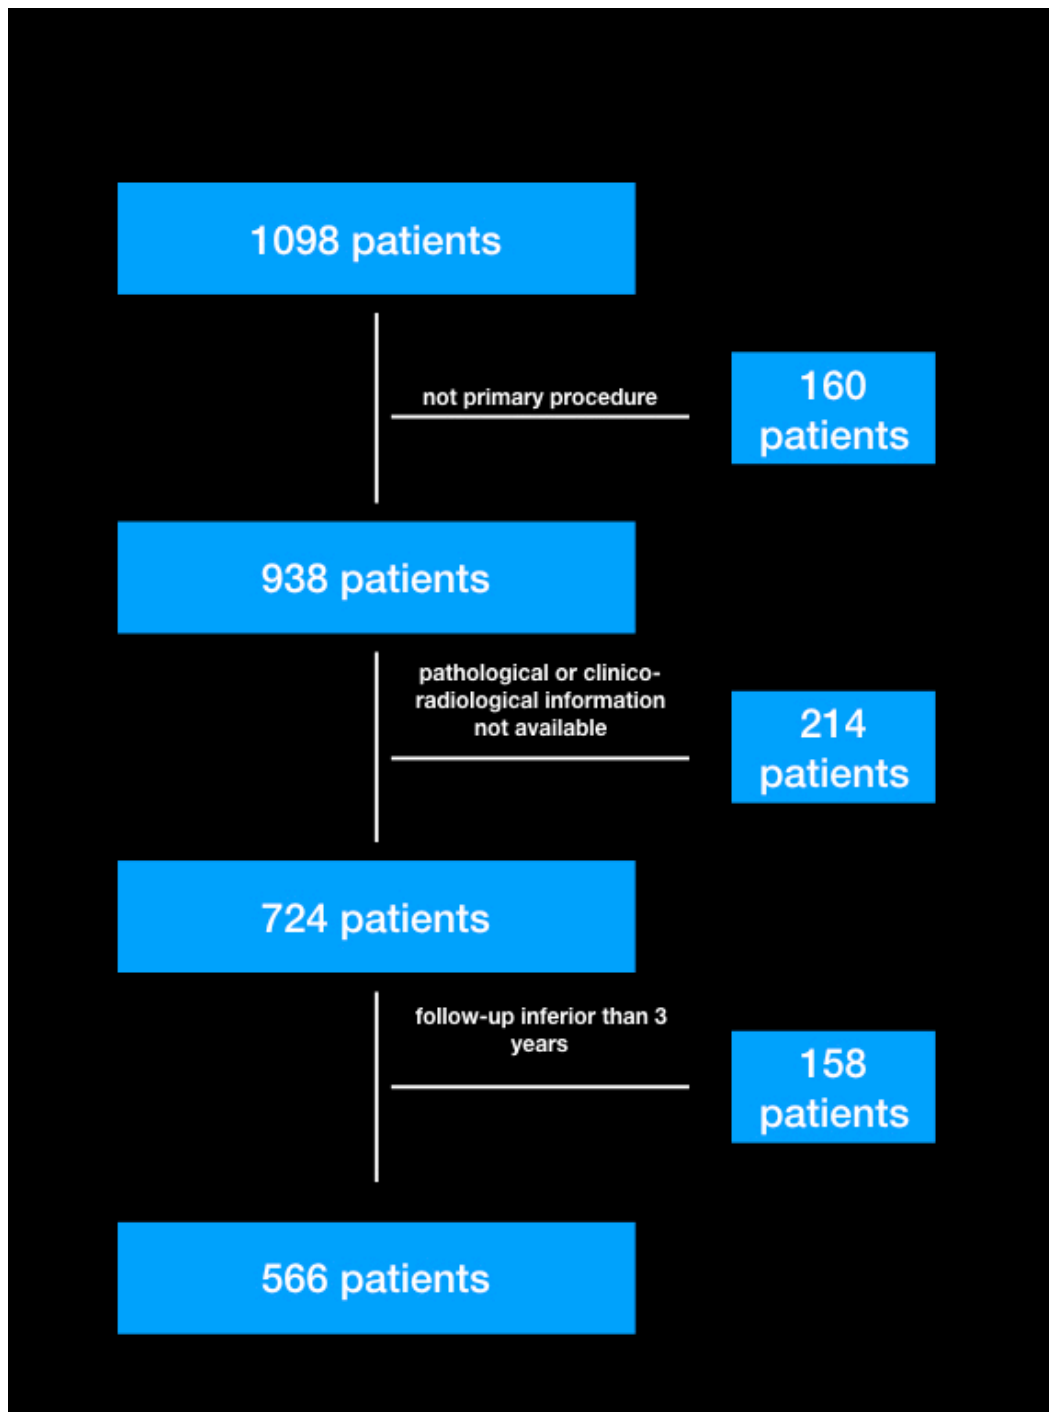 1098 patients
not primary procedure
160
patients
938 patients
pathological or clinico-
radiological information
not available
214
patients
724 patients
follow-up inferior than 3
years
158
patients
566 patients